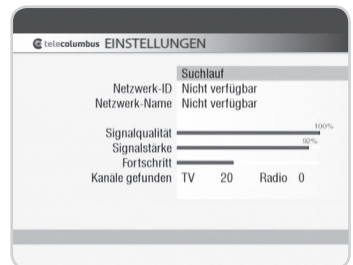 telecolumbus EINSTELLUNGEN
Suchlauf
Netzwerk-ID Nicht verfügbar
Netzwerk-Name Nicht verfügbar
100%
Signalqualität
90%
Signalstärke
Fortschritt
Kanäle gefunden TV 20 Radio 0